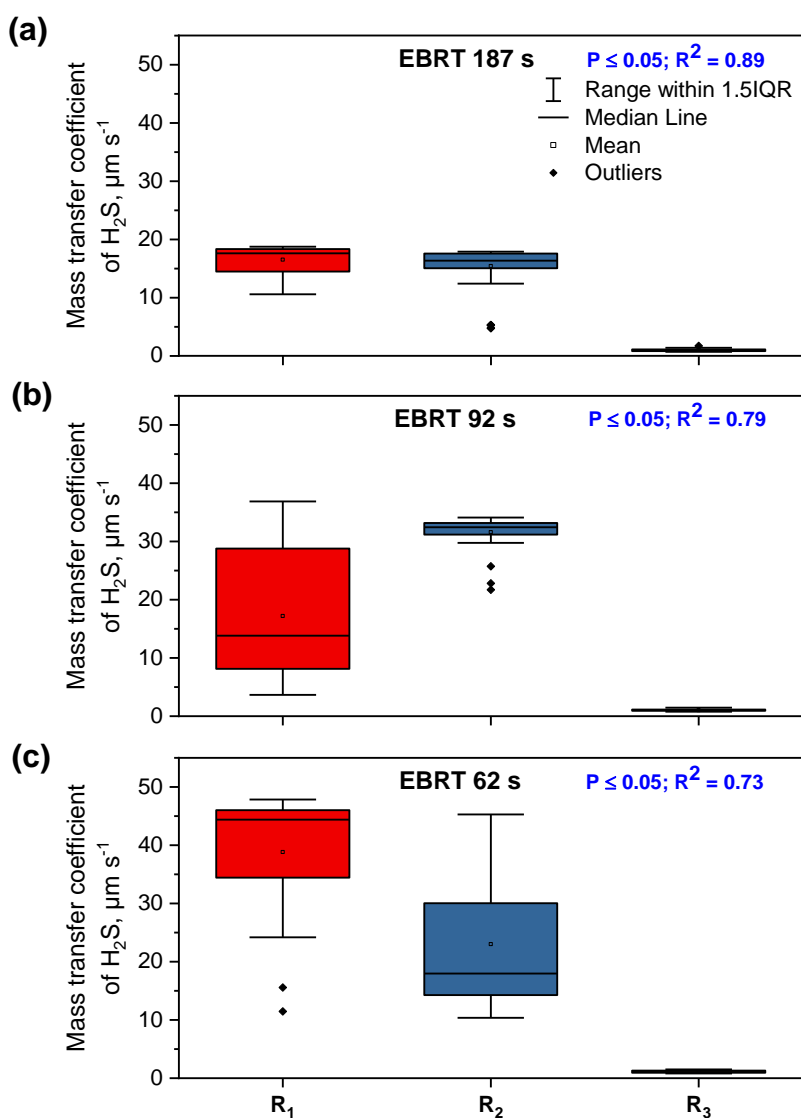 (a)
EBRT 187 s
P ≤ 0.05; R² = 0.89
Range within 1.5IQR
Median Line
Mean
Outliers
50
40
30
20
10
0
Mass transfer coefficient
of H₂S, µm s⁻¹
(b)
EBRT 92 s
P ≤ 0.05; R² = 0.79
50
40
30
20
10
0
Mass transfer coefficient
of H₂S, µm s⁻¹
(c)
EBRT 62 s
P ≤ 0.05; R² = 0.73
50
40
30
20
10
0
Mass transfer coefficient
of H₂S, µm s⁻¹
R₁ R₂ R₃